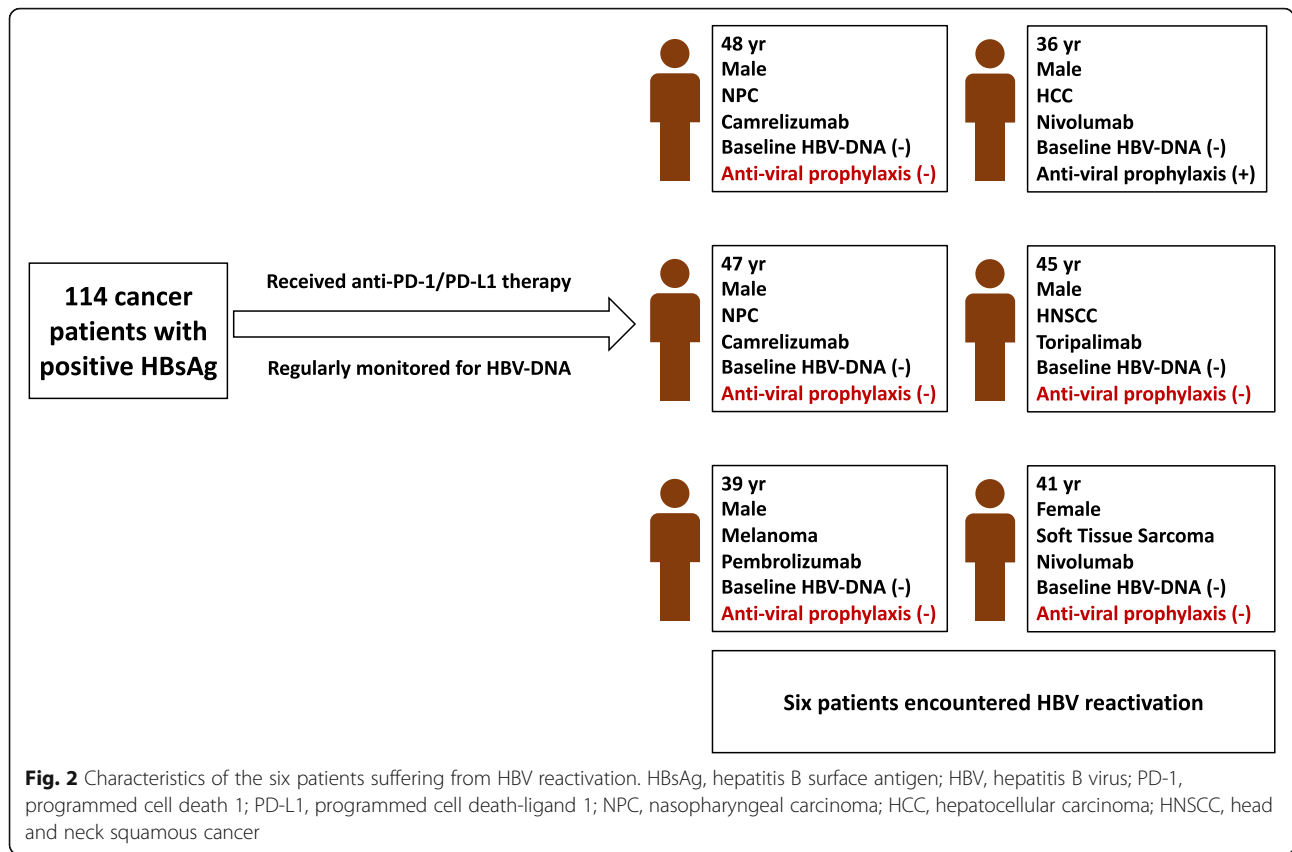 114 cancer
patients with
positive HBsAg
Received anti-PD-1/PD-L1 therapy
Regularly monitored for HBV-DNA
48 yr
Male
NPC
Camrelizumab
Baseline HBV-DNA (-)
Anti-viral prophylaxis (-)
36 yr
Male
HCC
Nivolumab
Baseline HBV-DNA (-)
Anti-viral prophylaxis (+)
47 yr
Male
NPC
Camrelizumab
Baseline HBV-DNA (-)
Anti-viral prophylaxis (-)
45 yr
Male
HNSCC
Toripalimab
Baseline HBV-DNA (-)
Anti-viral prophylaxis (-)
39 yr
Male
Melanoma
Pembrolizumab
Baseline HBV-DNA (-)
Anti-viral prophylaxis (-)
41 yr
Female
Soft Tissue Sarcoma
Nivolumab
Baseline HBV-DNA (-)
Anti-viral prophylaxis (-)
Six patients encountered HBV reactivation
Fig. 2 Characteristics of the six patients suffering from HBV reactivation. HBsAg, hepatitis B surface antigen; HBV, hepatitis B virus; PD-1,
programmed cell death 1; PD-L1, programmed cell death-ligand 1; NPC, nasopharyngeal carcinoma; HCC, hepatocellular carcinoma; HNSCC, head
and neck squamous cancer